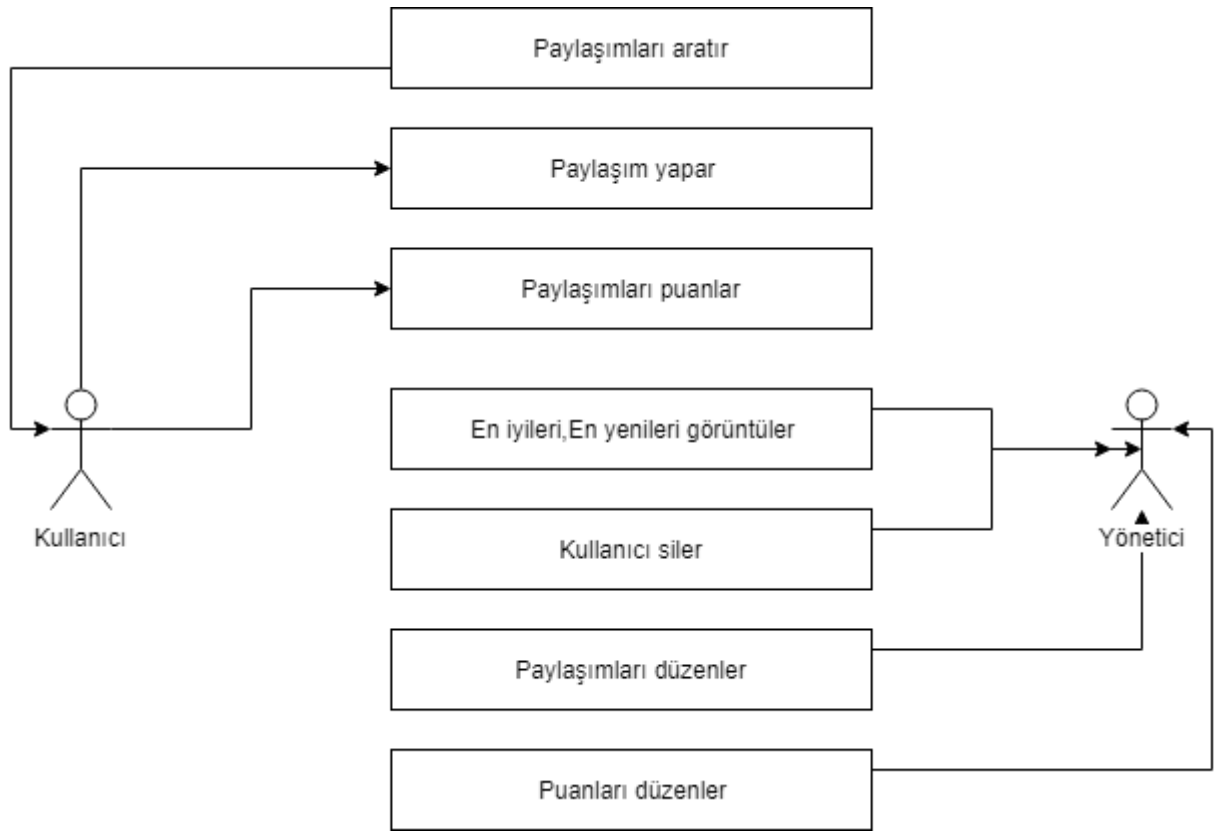 Paylaşımları aratır
Paylaşım yapar
Paylaşımları puanlar
En iyileri,En yenileri görüntüler
Kullanıcı
Yönetici
Kullanıcı siler
Paylaşımları düzenler
Puanları düzenler